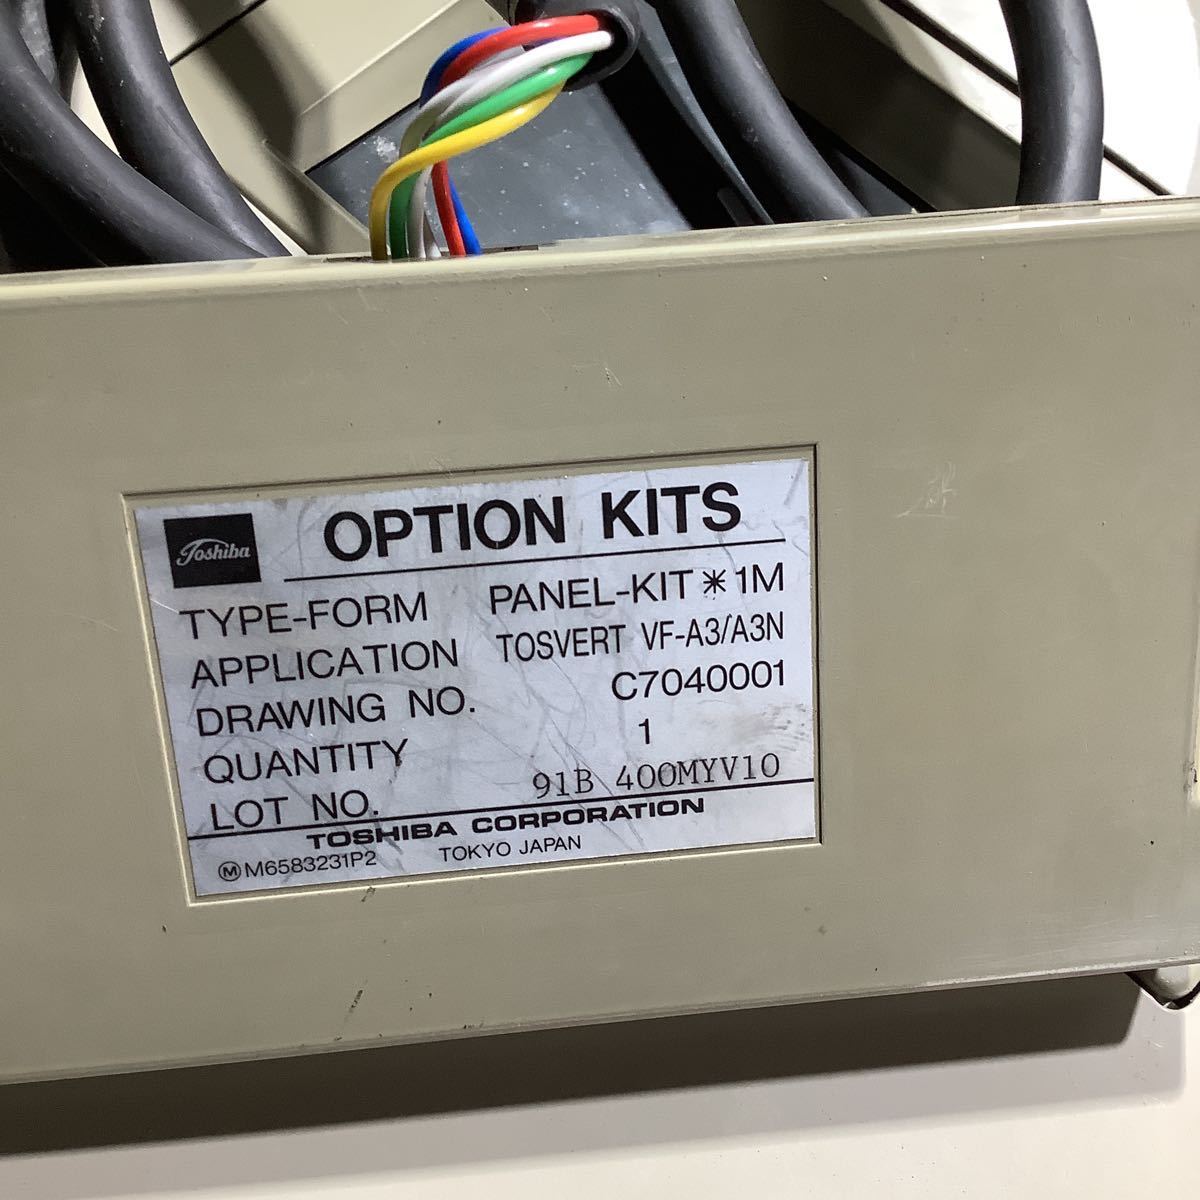 Toshiba
OPTION KITS
TYPE-FORM PANEL-KIT✳1M
APPLICATION TOSVERT VF-A3/A3N
DRAWING NO. C7040001
QUANTITY 1
LOT NO. 91B 400MYV10
TOSHIBA CORPORATION
Ⓜ M6583231P2 TOKYO JAPAN